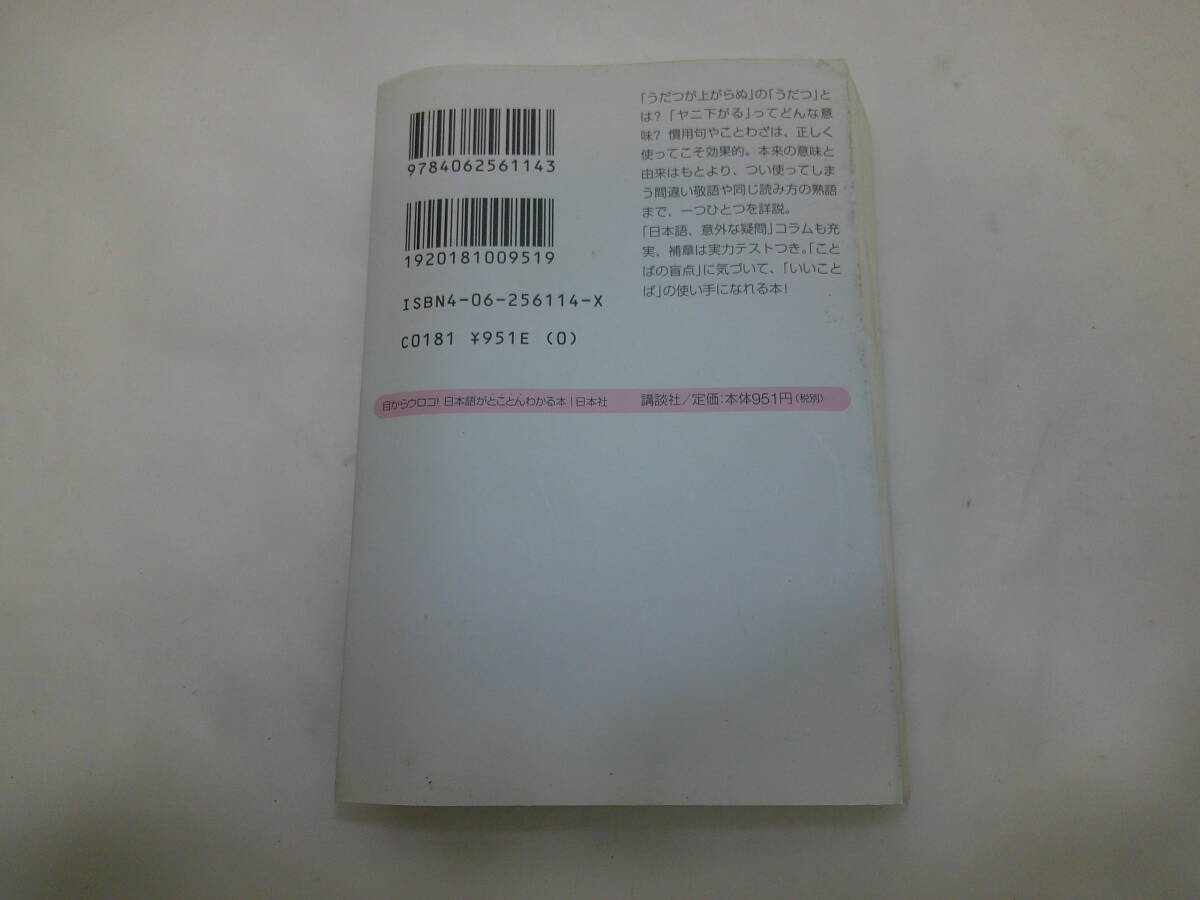 9784062561143
1920181009519
ISBN4-06-256114-X
C0181 ¥951E (0)
「うだつが上がらぬ」の「うだつ」と
は?「ヤニ下がる」ってどんな意
味? 慣用句やことわざは、正しく
使ってこそ効果的。本来の意味と
由来はもとより、つい使ってしま
う間違い敬語や同じ読み方の熟語
まで、一つひとつを詳説。
「日本語、意外な疑問」コラムも充
実、補章は実力テストつき。「こと
ばの盲点」に気づいて、「いいこと
ば」の使い手になれる本!
目からウロコ! 日本語がとことんわかる本|日本社
講談社/定価:本体951円(税別)